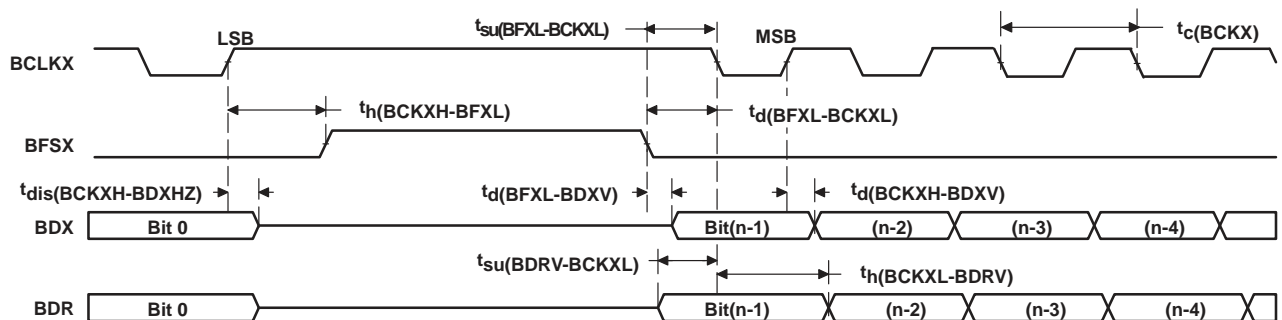 tsu(BFXL-BCKXL)
LSB
MSB
tc(BCKX)
BCLKX
th(BCKXH-BFXL)
td(BFXL-BCKXL)
BFSX
tdis(BCKXH-BDXHZ)
td(BFXL-BDXV)
td(BCKXH-BDXV)
BDX Bit 0 Bit(n-1) (n-2) (n-3) (n-4)
tsu(BDRV-BCKXL)
th(BCKXL-BDRV)
BDR Bit 0 Bit(n-1) (n-2) (n-3) (n-4)